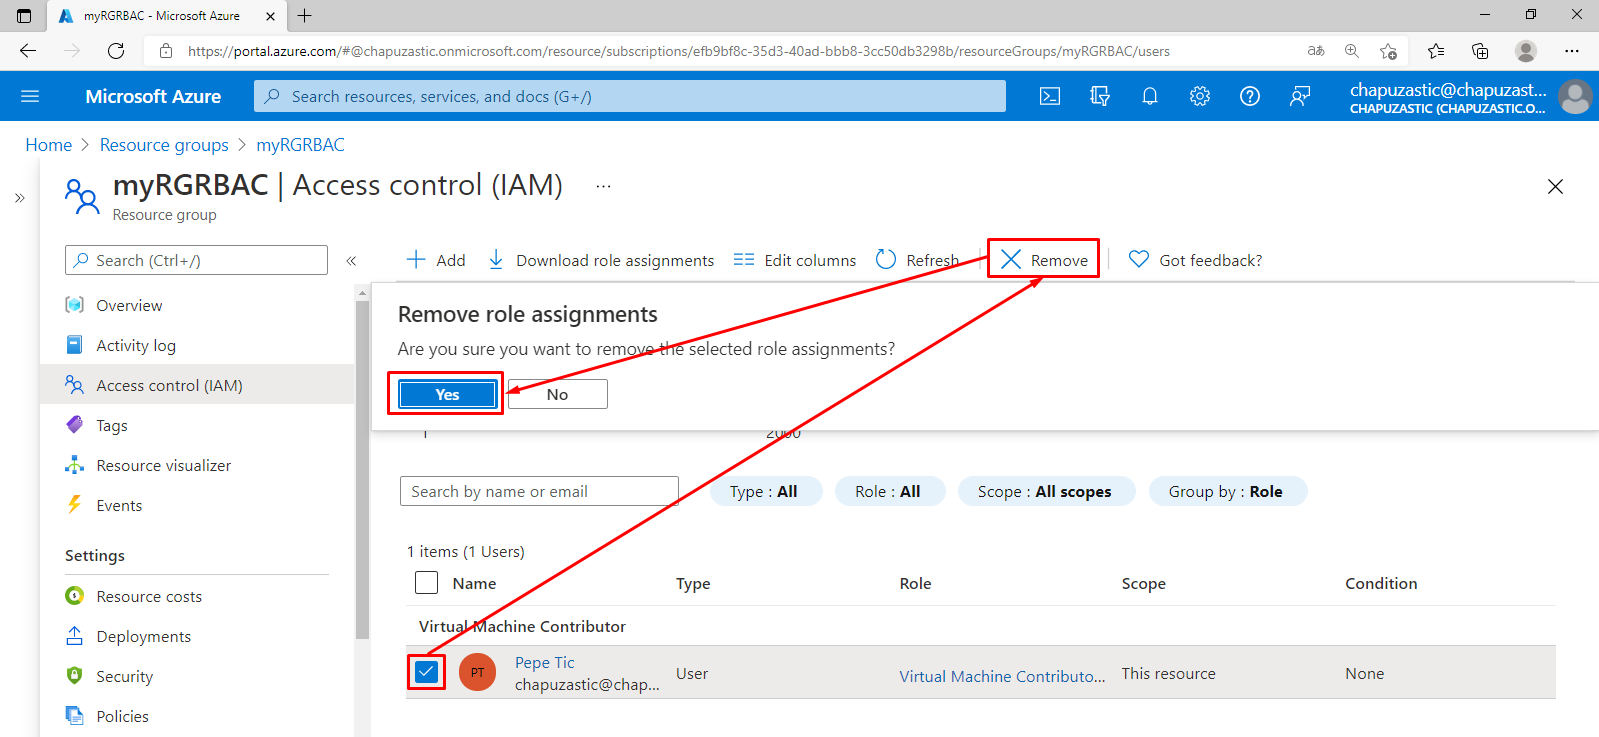 myRGRBAC - Microsoft Azure
https://portal.azure.com/#@chapuzastic.onmicrosoft.com/resource/subscriptions/efb9bf8c-35d3-40ad-bbb8-3cc50db3298b/resourceGroups/myRGRBAC/users
Microsoft Azure
Search resources, services, and docs (G+/)
chapuzastic@chapuzast...
CHAPUZASTIC (CHAPUZASTIC.O...
Home > Resource groups > myRGRBAC
myRGRBAC | Access control (IAM) ...
Resource group
Search (Ctrl+/)
Add
Download role assignments
Edit columns
Refresh
Remove
Got feedback?
Overview
Activity log
Access control (IAM)
Tags
Resource visualizer
Events
Settings
Resource costs
Deployments
Security
Policies
Remove role assignments
Are you sure you want to remove the selected role assignments?
Yes
No
1
2000
Search by name or email
Type : All
Role : All
Scope : All scopes
Group by : Role
1 items (1 Users)
Name
Type
Role
Scope
Condition
Virtual Machine Contributor
PT
Pepe Tic
chapuzastic@chap...
User
Virtual Machine Contributo...
This resource
None